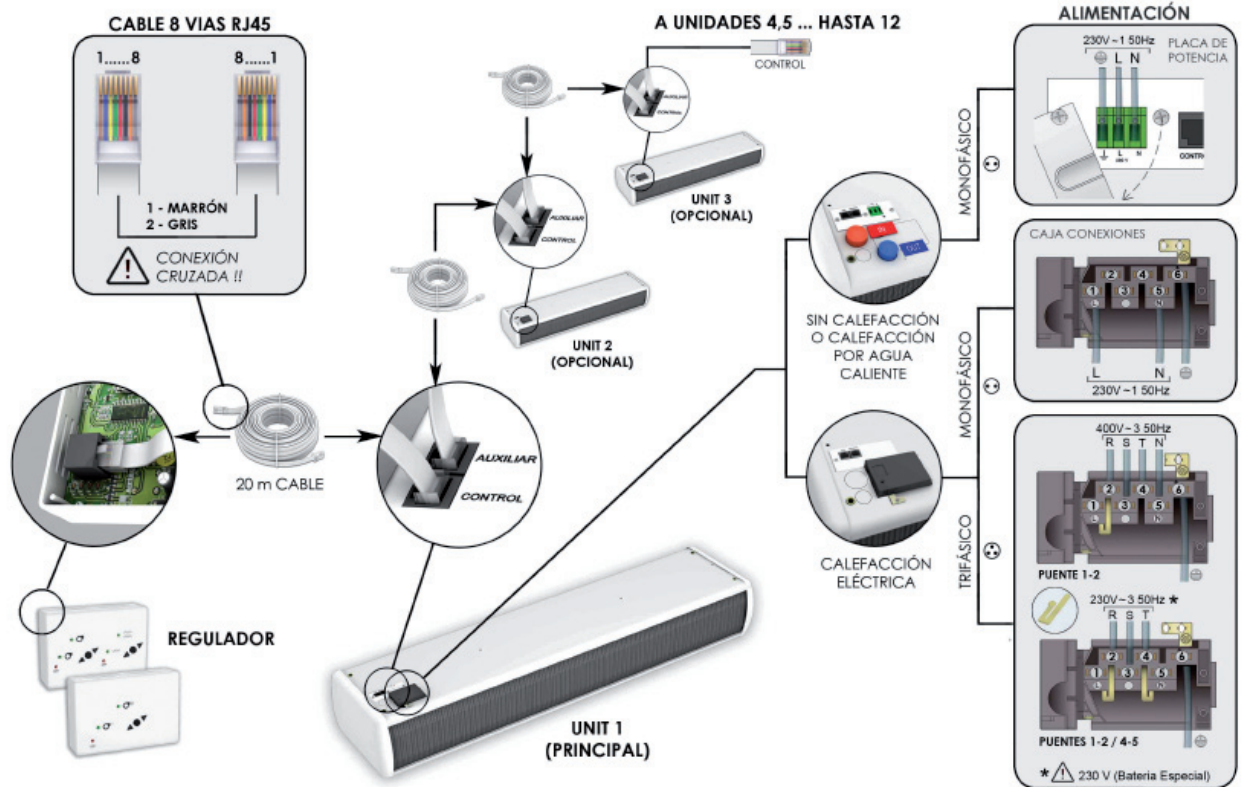 CABLE 8 VIAS RJ45
1......8
8......1
1 - MARRÓN
2 - GRIS
CONEXIÓN
CRUZADA !!
A UNIDADES 4,5 ... HASTA 12
CONTROL
AUXILIAR
CONTROL
UNIT 3
(OPCIONAL)
AUXILIAR
CONTROL
UNIT 2
(OPCIONAL)
20 m CABLE
AUXILIAR
CONTROL
REGULADOR
UNIT 1
(PRINCIPAL)
IN
OUT
SIN CALEFACCIÓN
O CALEFACCIÓN
POR AGUA
CALIENTE
CALEFACCIÓN
ELÉCTRICA
MONOFÁSICO
MONOFÁSICO
TRIFÁSICO
ALIMENTACIÓN
230V~1 50Hz
L N
PLACA DE
POTENCIA
L N
CONTR
CAJA CONEXIONES
2 4 6
1 3 5
L N
L N
230V~1 50Hz
400V~3 50Hz
R S T N
2 4 6
1 3 5
L N
PUENTE 1-2
230V~3 50Hz *
R S T
2 4 6
1 3 5
L N
PUENTES 1-2 / 4-5
* 230 V (Bateria Especial)